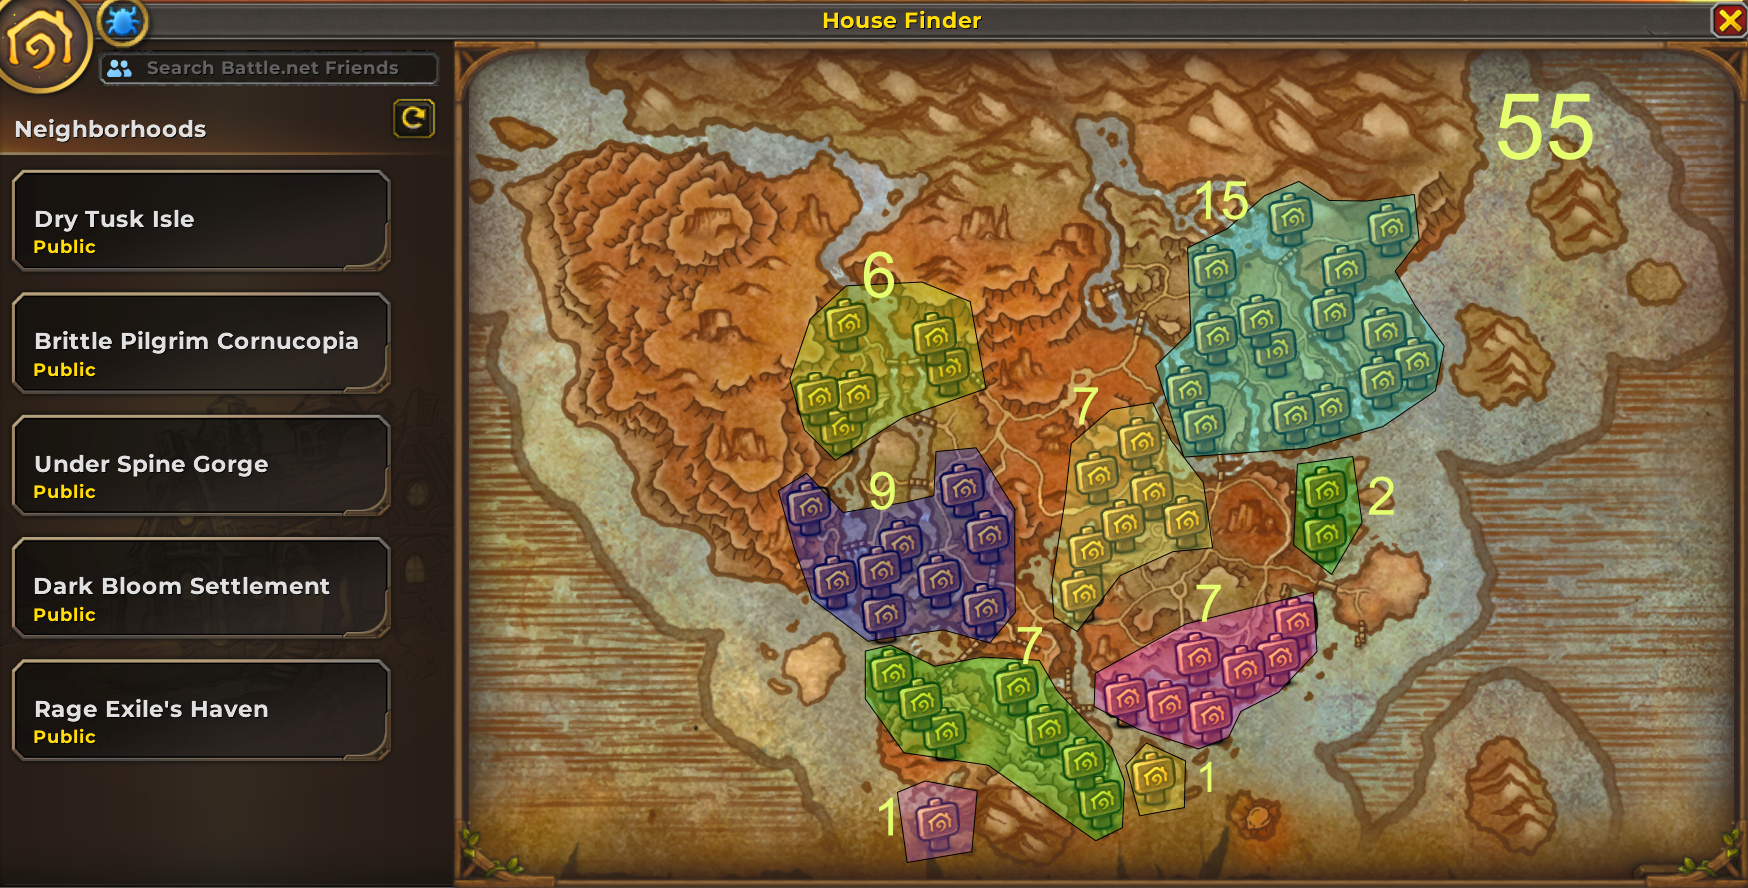 House Finder
Search Battle.net Friends
Neighborhoods
Dry Tusk Isle
Public
Brittle Pilgrim Cornucopia
Public
Under Spine Gorge
Public
Dark Bloom Settlement
Public
Rage Exile's Haven
Public
55
15
6
7
9
2
7
7
1
1